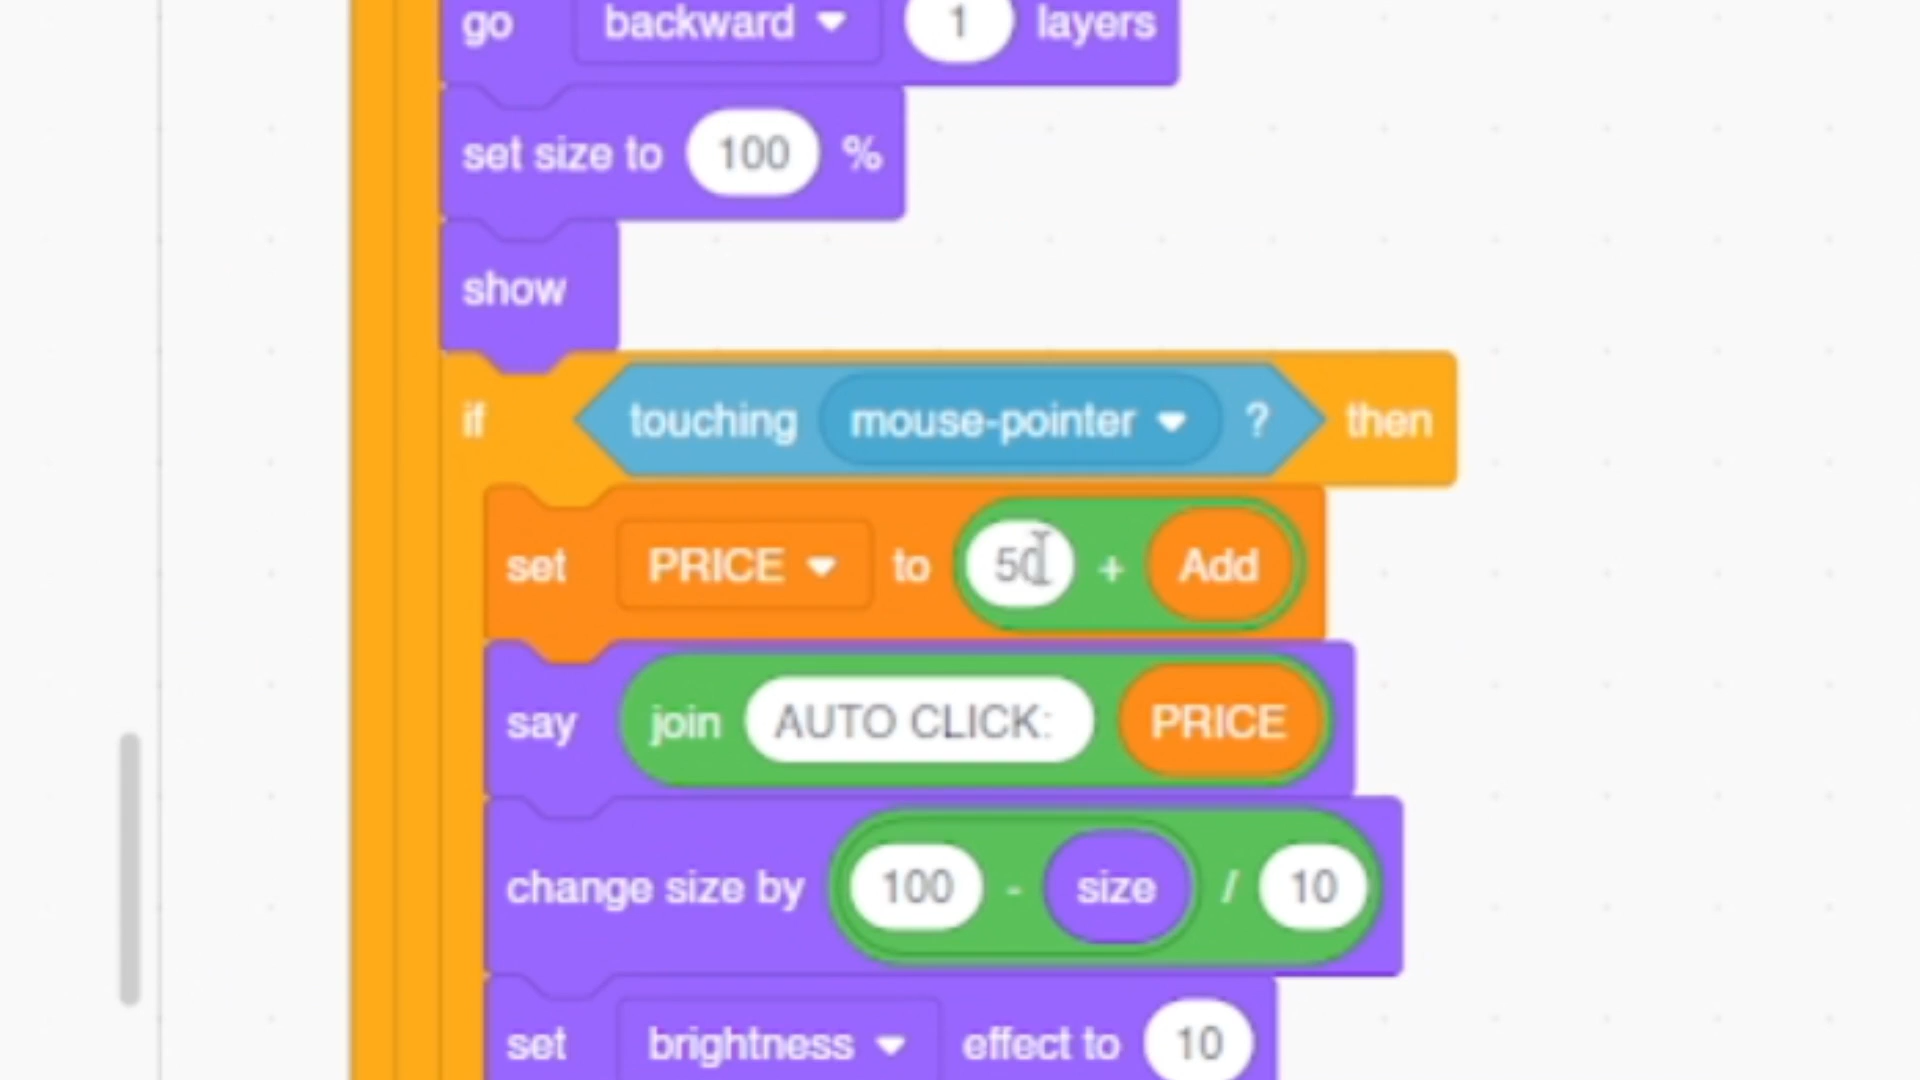 go backward 1 layers
set size to 100 %
show
if touching mouse-pointer ? then
set PRICE to 50 + Add
say join AUTO CLICK: PRICE
change size by 100 - size / 10
set brightness effect to 10